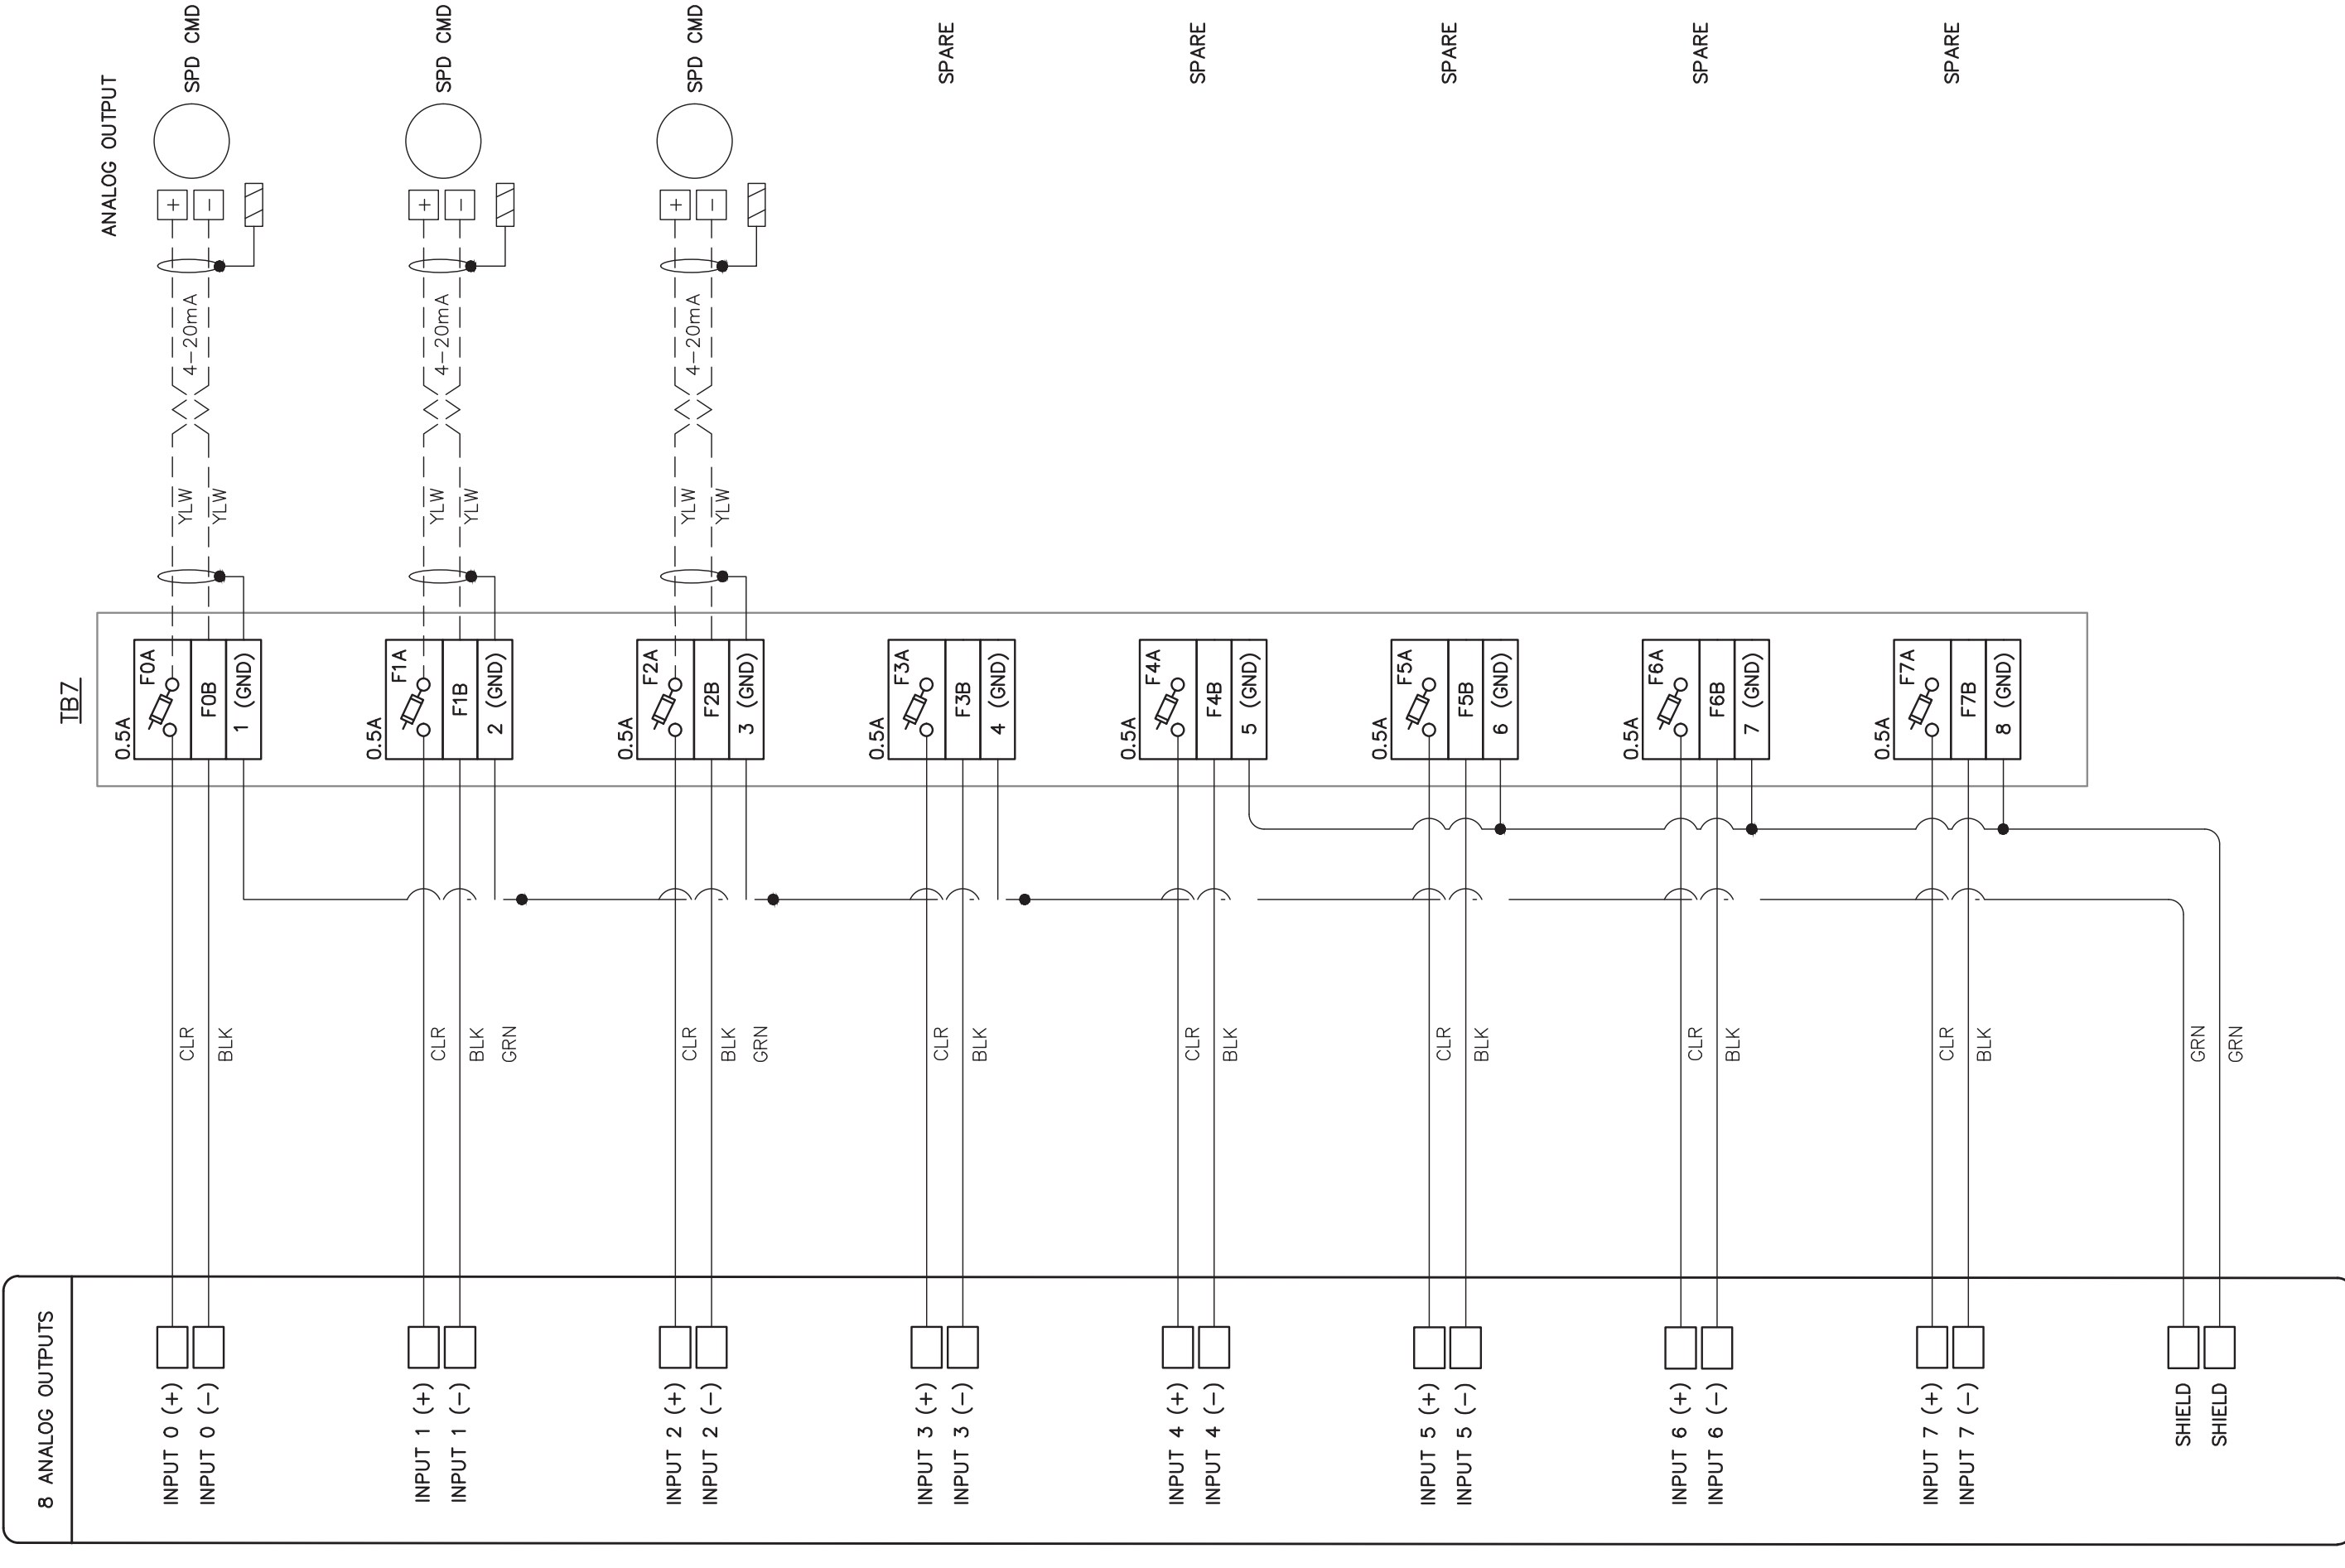 8 ANALOG OUTPUTS
TB7
ANALOG OUTPUT
INPUT 0 (+)
CLR
0.5A
F0A
YLW
4-20mA
+
SPD CMD
INPUT 0 (-)
BLK
F0B
YLW
-
1 (GND)
INPUT 1 (+)
CLR
0.5A
F1A
YLW
4-20mA
+
SPD CMD
INPUT 1 (-)
BLK
F1B
YLW
-
GRN
2 (GND)
INPUT 2 (+)
CLR
0.5A
F2A
YLW
4-20mA
+
SPD CMD
INPUT 2 (-)
BLK
F2B
YLW
-
GRN
3 (GND)
INPUT 3 (+)
CLR
0.5A
F3A
SPARE
INPUT 3 (-)
BLK
F3B
4 (GND)
INPUT 4 (+)
CLR
0.5A
F4A
SPARE
INPUT 4 (-)
BLK
F4B
5 (GND)
INPUT 5 (+)
CLR
0.5A
F5A
SPARE
INPUT 5 (-)
BLK
F5B
6 (GND)
INPUT 6 (+)
CLR
0.5A
F6A
SPARE
INPUT 6 (-)
BLK
F6B
7 (GND)
INPUT 7 (+)
CLR
0.5A
F7A
SPARE
INPUT 7 (-)
BLK
F7B
8 (GND)
SHIELD
GRN
SHIELD
GRN